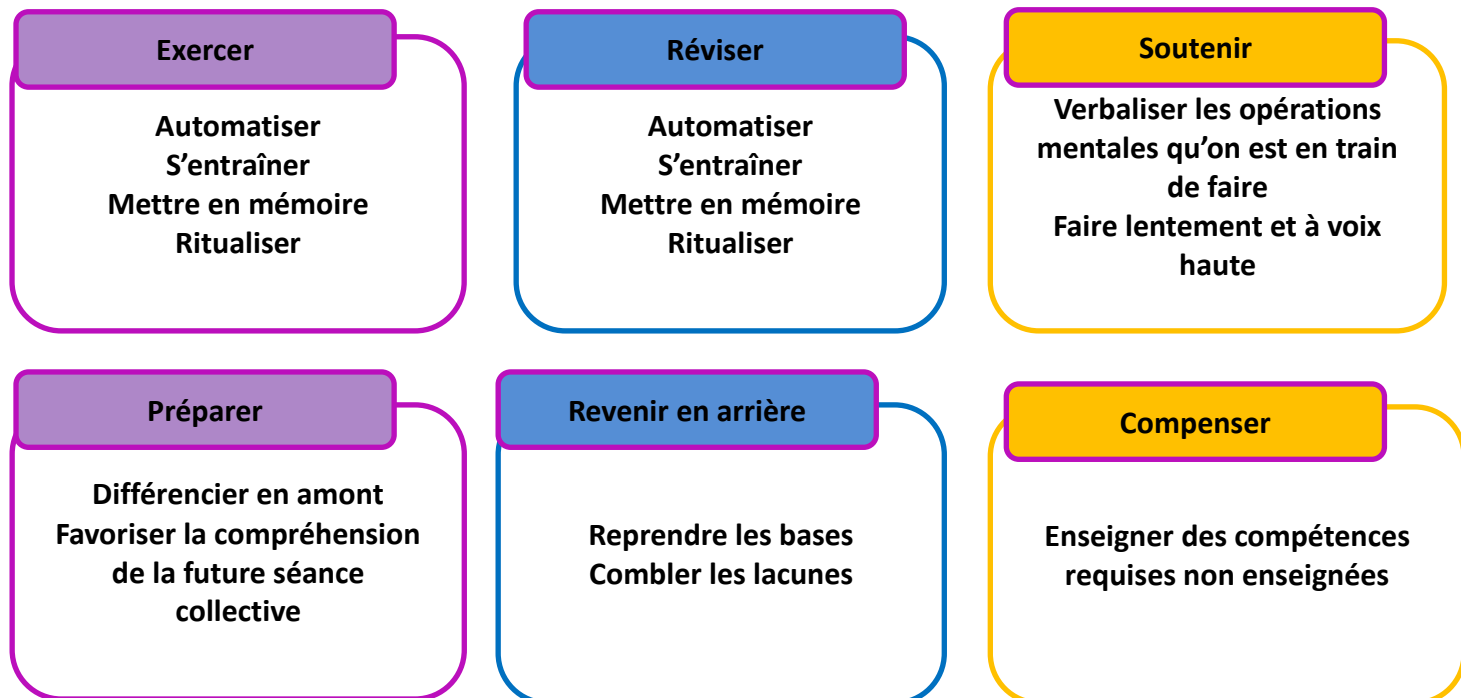 Exercer
Automatiser
S’entraîner
Mettre en mémoire
Ritualiser
Réviser
Automatiser
S’entraîner
Mettre en mémoire
Ritualiser
Soutenir
Verbaliser les opérations
mentales qu’on est en train
de faire
Faire lentement et à voix
haute
Préparer
Différencier en amont
Favoriser la compréhension
de la future séance
collective
Revenir en arrière
Reprendre les bases
Combler les lacunes
Compenser
Enseigner des compétences
requises non enseignées